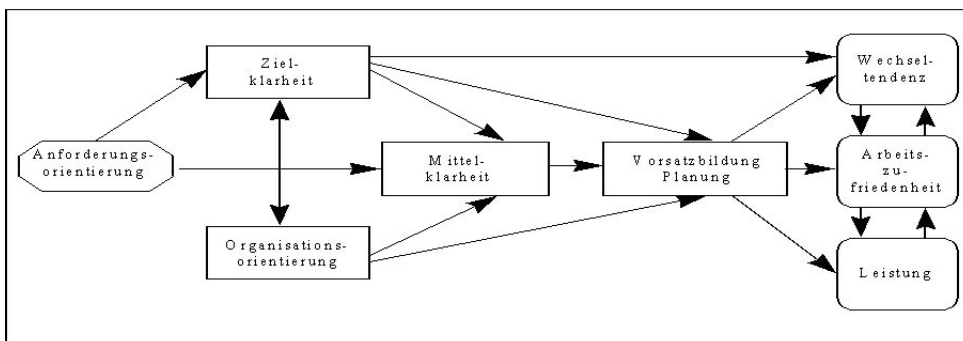 Ziel-
klarheit
Wechsel-
tendenz
Anforderungs-
orientierung
Mittel-
klarheit
Vorsatzbildung
Planung
Arbeits-
zu-
friedenheit
Organisations-
orientierung
Leistung